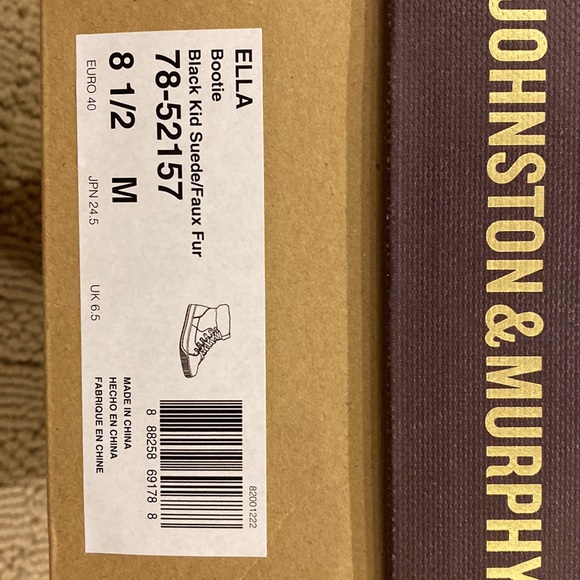 JOHNSTON & MURPHY
ELLA
Bootie
Black Kid Suede/Faux Fur
78-52157
8 1/2 M
EURO 40 JPN 24.5 UK 6.5
MADE IN CHINA
HECHO EN CHINA
FABRIQUE EN CHINE
8 88258 69178 8
82001222